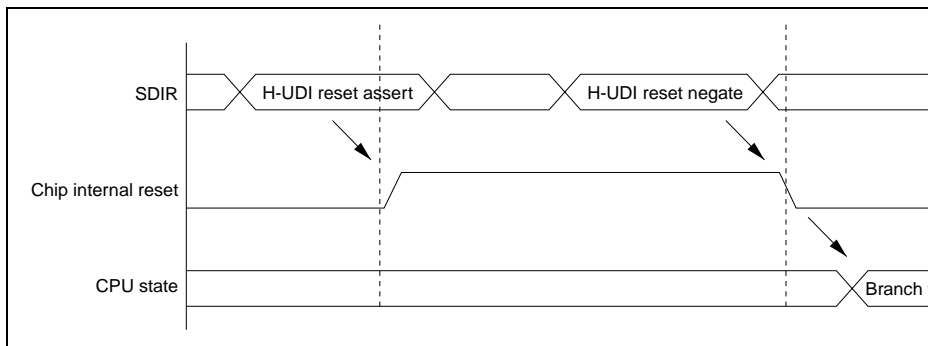 SDIR
H-UDI reset assert
H-UDI reset negate
Chip internal reset
CPU state
Branch